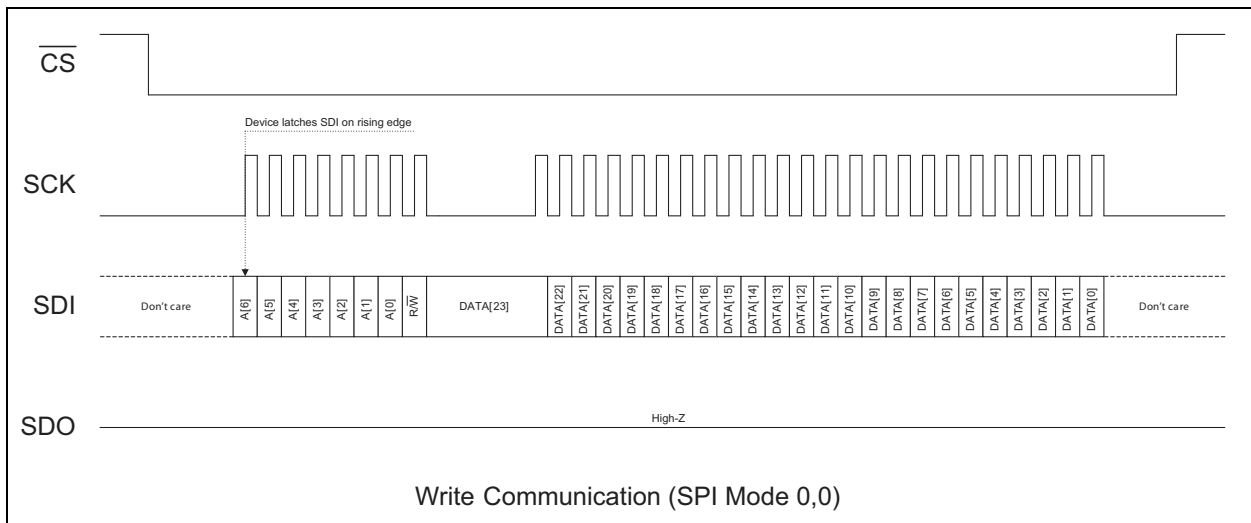 CS
Device latches SDI on rising edge
SCK
SDI
Don't care
A[6]
A[5]
A[4]
A[3]
A[2]
A[1]
A[0]
R/W
DATA[23]
DATA[22]
DATA[21]
DATA[20]
DATA[19]
DATA[18]
DATA[17]
DATA[16]
DATA[15]
DATA[14]
DATA[13]
DATA[12]
DATA[11]
DATA[10]
DATA[9]
DATA[8]
DATA[7]
DATA[6]
DATA[5]
DATA[4]
DATA[3]
DATA[2]
DATA[1]
DATA[0]
Don't care
SDO
High-Z
Write Communication (SPI Mode 0,0)